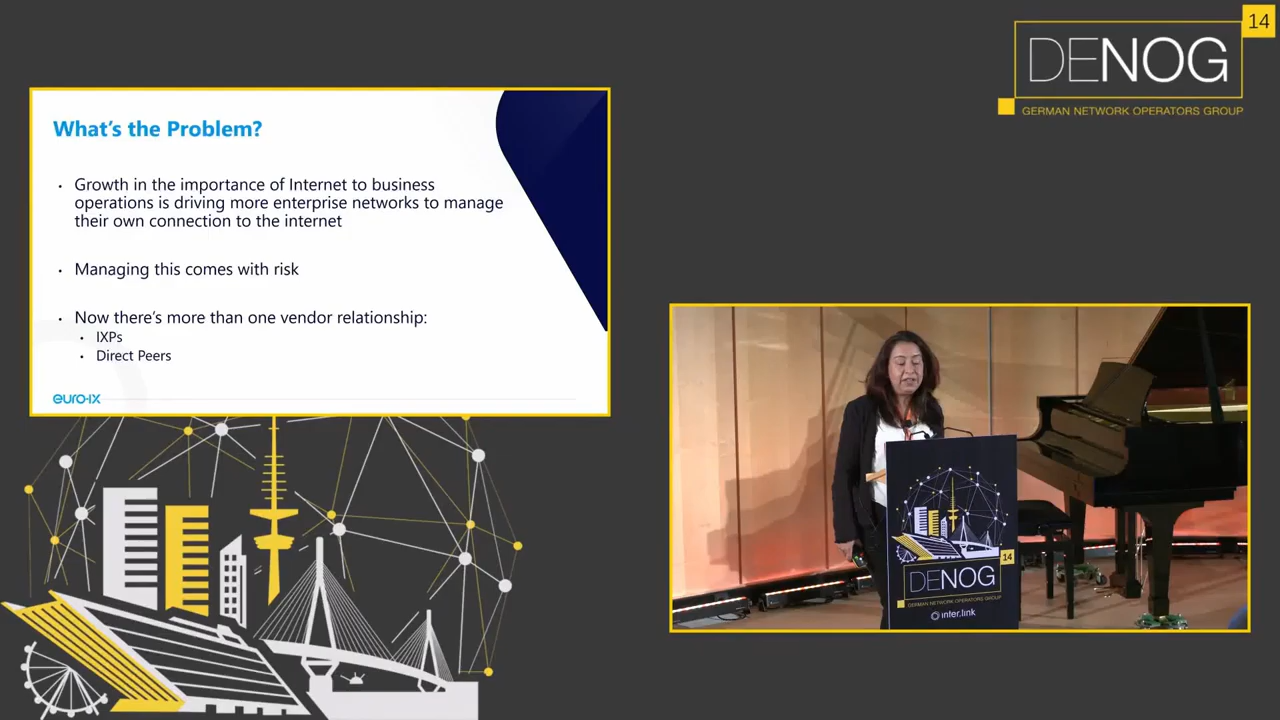 14
DENOG
GERMAN NETWORK OPERATORS GROUP
What's the Problem?
• Growth in the importance of Internet to business
operations is driving more enterprise networks to manage
their own connection to the internet
• Managing this comes with risk
• Now there's more than one vendor relationship:
• IXPs
• Direct Peers
euro-ix
14
DENOG
GERMAN NETWORK OPERATORS GROUP
inter.link